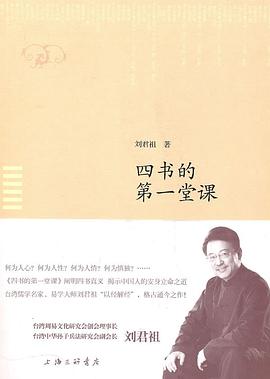 刘君祖 著
四书的
第一堂课
何为人心？何为人性？何为人情？何为慎独？……
《四书的第一堂课》阐明四书真义 揭示中国人的安身立命之道
台湾儒学名家、易学大师刘君祖“以经解经”，格古通今之作！
台湾周易文化研究会创会理事长
台湾中华孙子兵法研究会副会长
刘君祖
上海三联书店